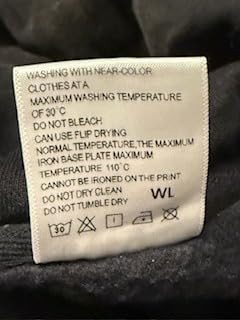 WASHING WITH NEAR-COLOR
CLOTHES AT A
MAXIMUM WASHING TEMPERATURE
OF 30°C
DO NOT BLEACH
CAN USE FLIP DRYING
NORMAL TEMPERATURE,THE MAXIMUM
IRON BASE PLATE MAXIMUM
TEMPERATURE 110°C
CANNOT BE IRONED ON THE PRINT
DO NOT DRY CLEAN WL
DO NOT TUMBLE DRY
30